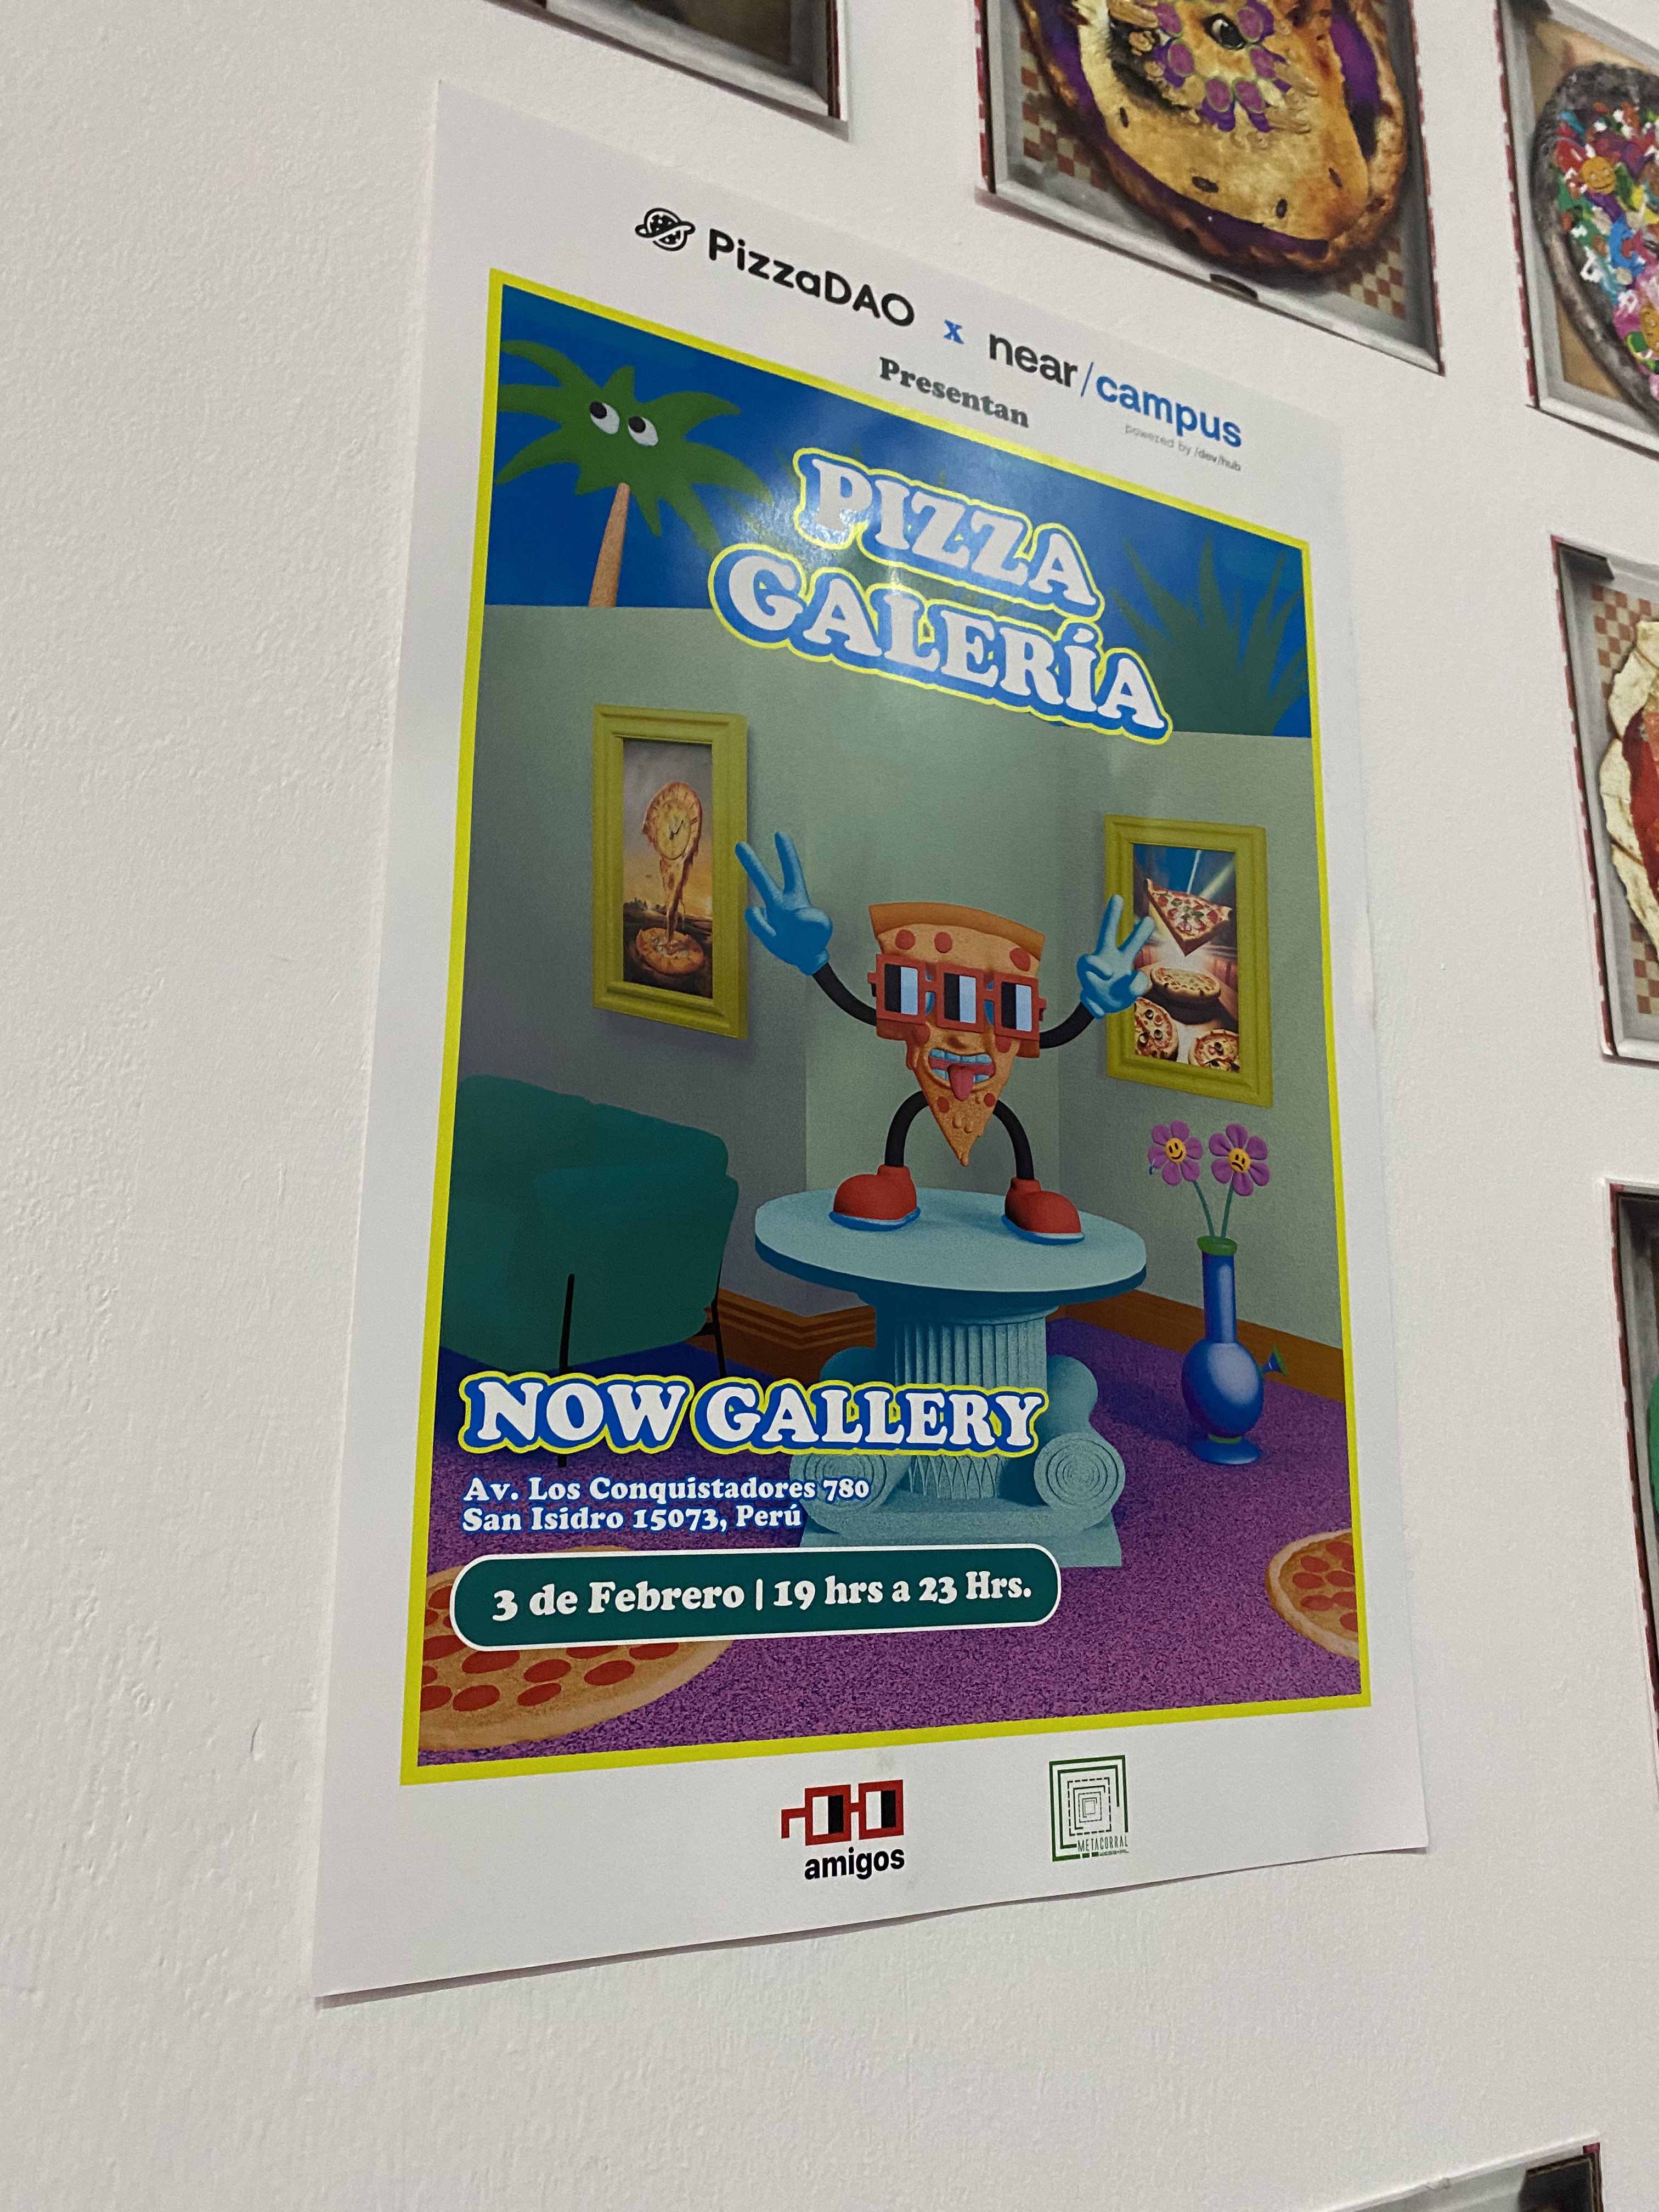 PizzaDAO x near/campus
powered by /dev/hub
Presentan
PIZZA
GALERÍA
NOW GALLERY
Av. Los Conquistadores 780
San Isidro 15073, Perú
3 de Febrero | 19 hrs a 23 Hrs.
amigos
METACORRAL